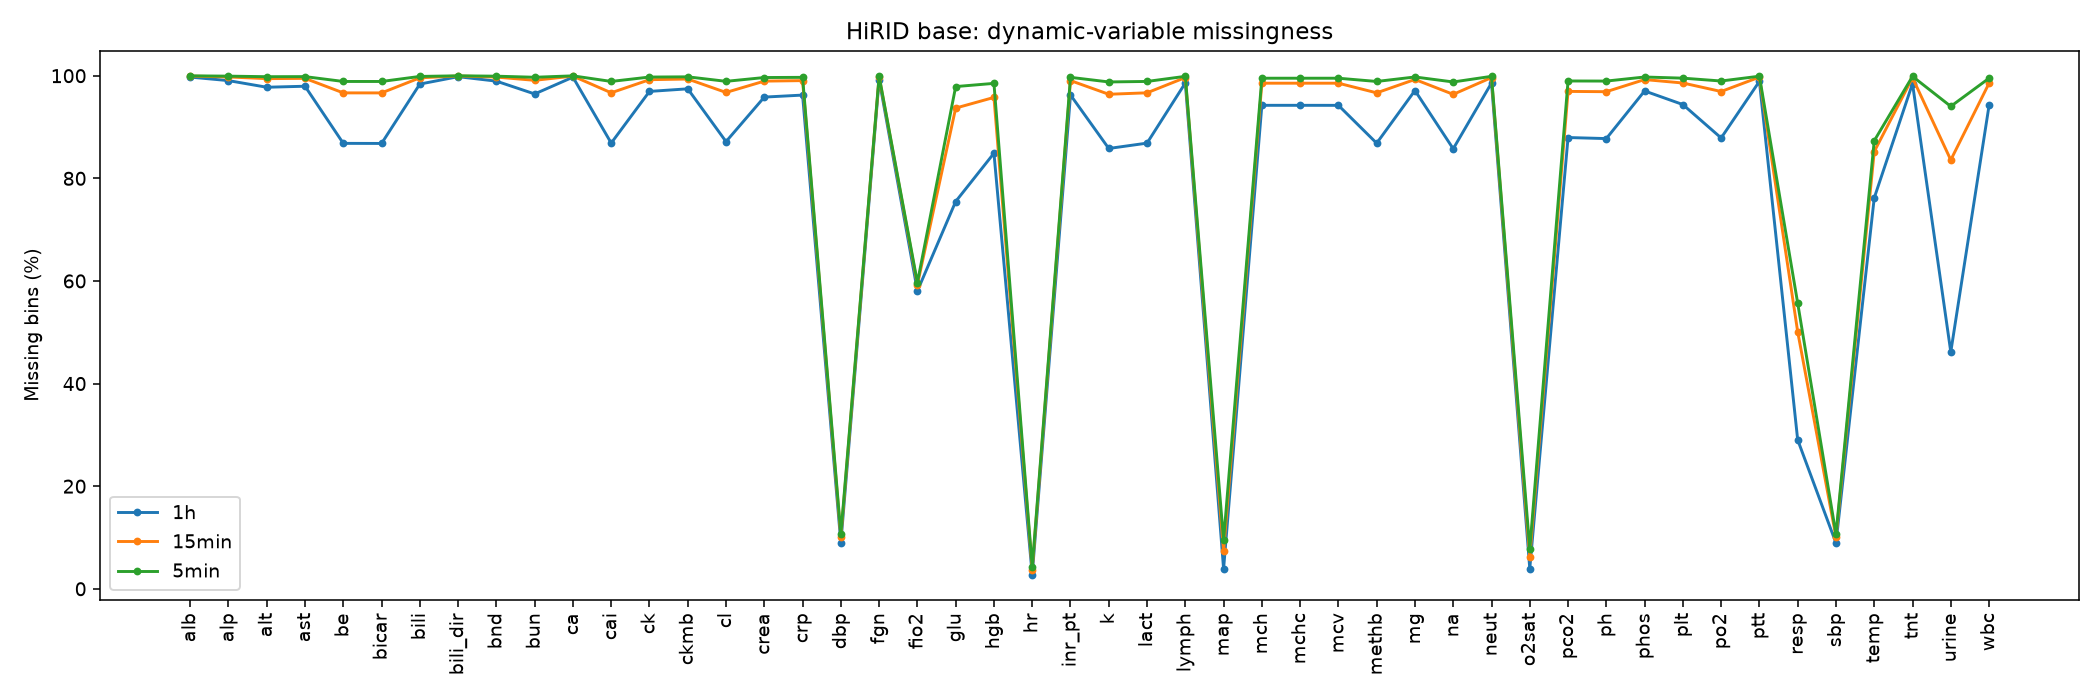 HiRID base: dynamic-variable missingness
Missing bins (%)
100
80
60
40
20
0
1h
15min
5min
alb
alp
alt
ast
be
bicar
bili
bili_dir
bnd
bun
ca
cai
ck
ckmb
cl
crea
crp
dbp
fgn
fio2
glu
hgb
hr
inr_pt
k
lact
lymph
map
mch
mchc
mcv
methb
mg
na
neut
o2sat
pco2
ph
phos
plt
po2
ptt
resp
sbp
temp
tnt
urine
wbc